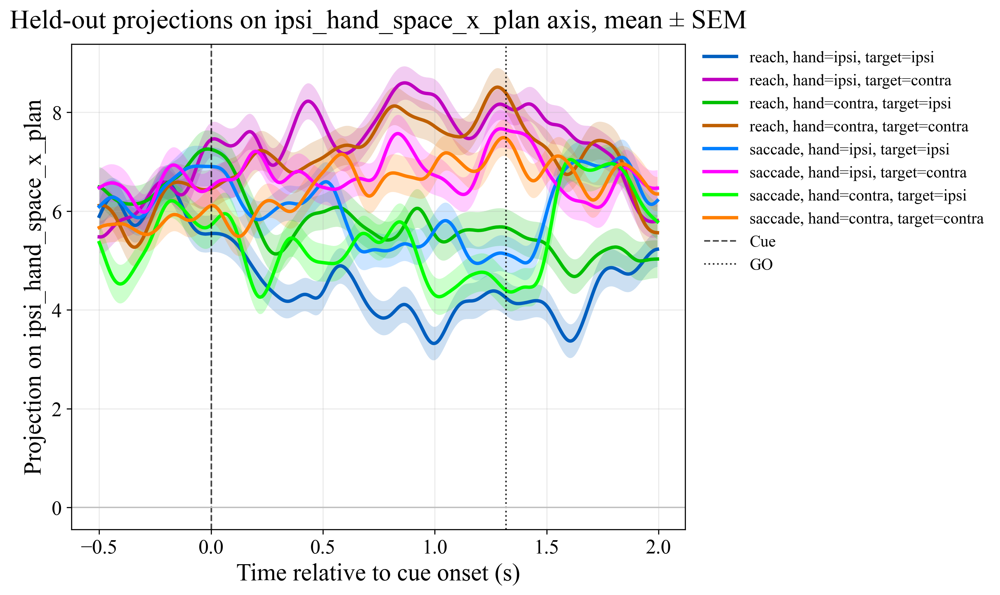 Held-out projections on ipsi_hand_space_x_plan axis, mean ± SEM
Projection on ipsi_hand_space_x_plan
8
6
4
2
0
−0.5
0.0
0.5
1.0
1.5
2.0
Time relative to cue onset (s)
reach, hand=ipsi, target=ipsi
reach, hand=ipsi, target=contra
reach, hand=contra, target=ipsi
reach, hand=contra, target=contra
saccade, hand=ipsi, target=ipsi
saccade, hand=ipsi, target=contra
saccade, hand=contra, target=ipsi
saccade, hand=contra, target=contra
Cue
GO